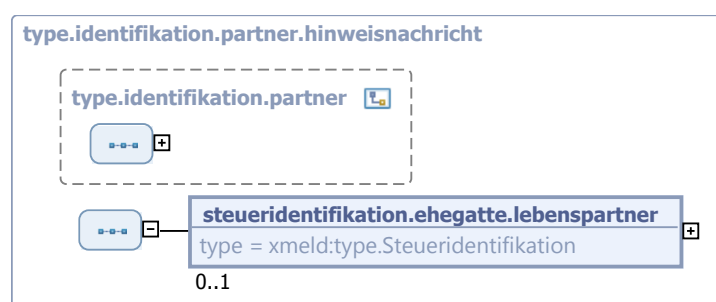 type.identifikation.partner.hinweisnachricht
type.identifikation.partner
steueridentifikation.ehegatte.lebenspartner
type = xmeld:type.Steueridentifikation
0..1